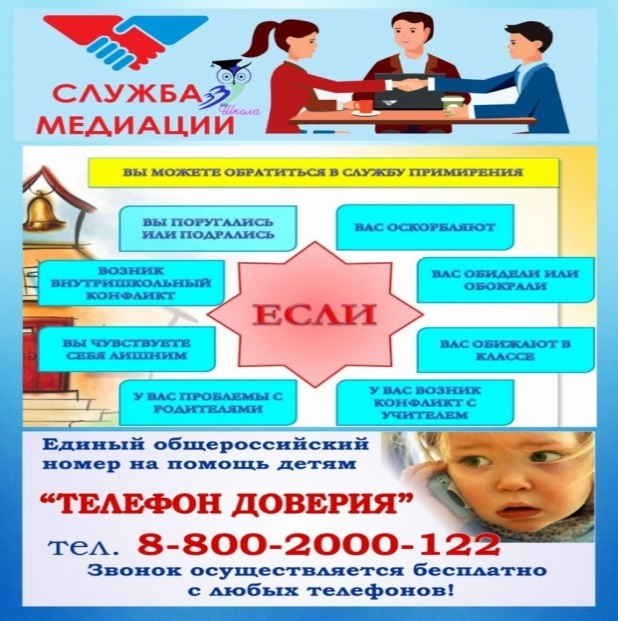 СЛУЖБА
МЕДИАЦИИ
33
Школа
ВЫ МОЖЕТЕ ОБРАТИТЬСЯ В СЛУЖБУ ПРИМИРЕНИЯ
ВЫ ПОРУГАЛИСЬ
ИЛИ ПОДРАЛИСЬ
ВАС ОСКОРБЛЯЮТ
ВОЗНИК
ВНУТРИШКОЛЬНЫЙ
КОНФЛИКТ
ВАС ОБИДЕЛИ ИЛИ
ОБОКРАЛИ
ЕСЛИ
ВЫ ЧУВСТВУЕТЕ
СЕБЯ ЛИШНИМ
ВАС ОБИЖАЮТ В
КЛАССЕ
У ВАС ПРОБЛЕМЫ С
РОДИТЕЛЯМИ
У ВАС ВОЗНИК
КОНФЛИКТ С
УЧИТЕЛЕМ
Единый общероссийский
номер на помощь детям
“ТЕЛЕФОН ДОВЕРИЯ”
тел. 8-800-2000-122
Звонок осуществляется бесплатно
с любых телефонов!